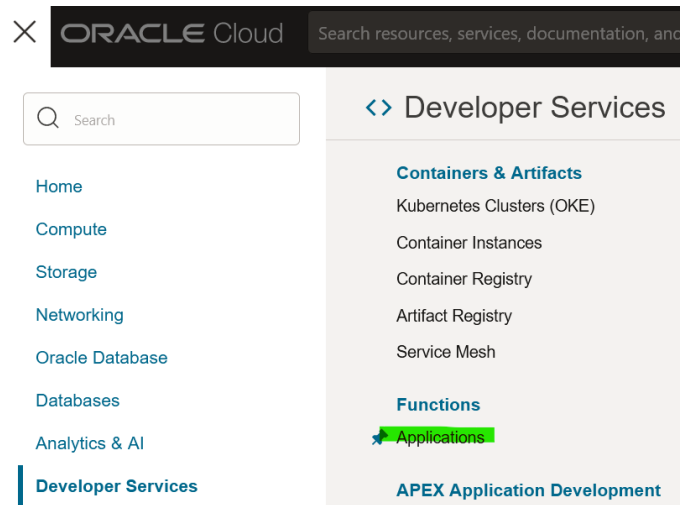 ORACLE Cloud
Search resources, services, documentation, and
Search
Home
Compute
Storage
Networking
Oracle Database
Databases
Analytics & AI
Developer Services
Developer Services
Containers & Artifacts
Kubernetes Clusters (OKE)
Container Instances
Container Registry
Artifact Registry
Service Mesh
Functions
Applications
APEX Application Development